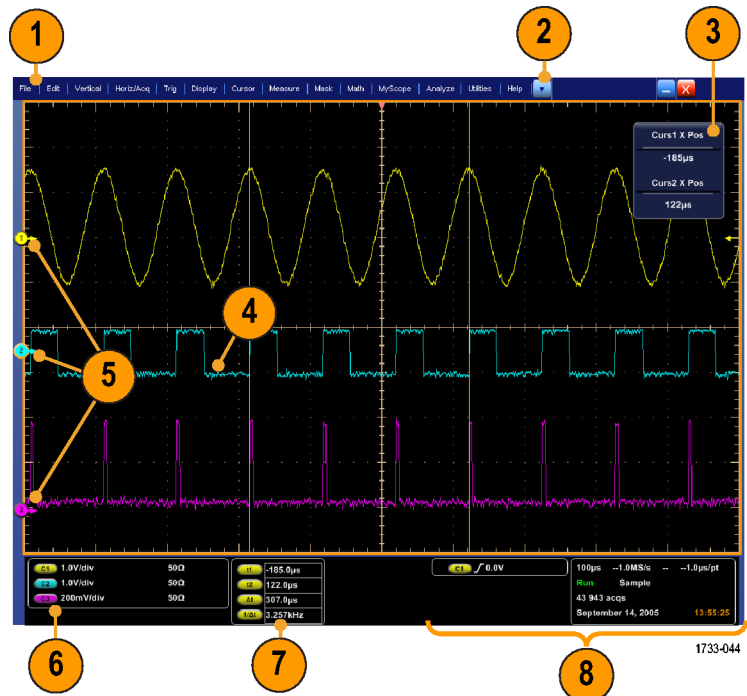 1
2
3
File Edit Vertical Horiz/Acq Trig Display Cursor Measure Mask Math MyScope Analyze Utilities Help
X
Curs1 X Pos
-185µs
Curs2 X Pos
122µs
1
4
2
5
3
C1 1.0V/div 50Ω
C2 1.0V/div 50Ω
C3 200mV/div 50Ω
t1 -185.0µs
t2 122.0µs
Δt 307.0µs
1/Δt 3.257kHz
C1 0.0V
100µs --1.0MS/s -- --1.0µs/pt
Run Sample
43 943 acqs
September 14, 2005 13:55:25
6
7
8
1733-044